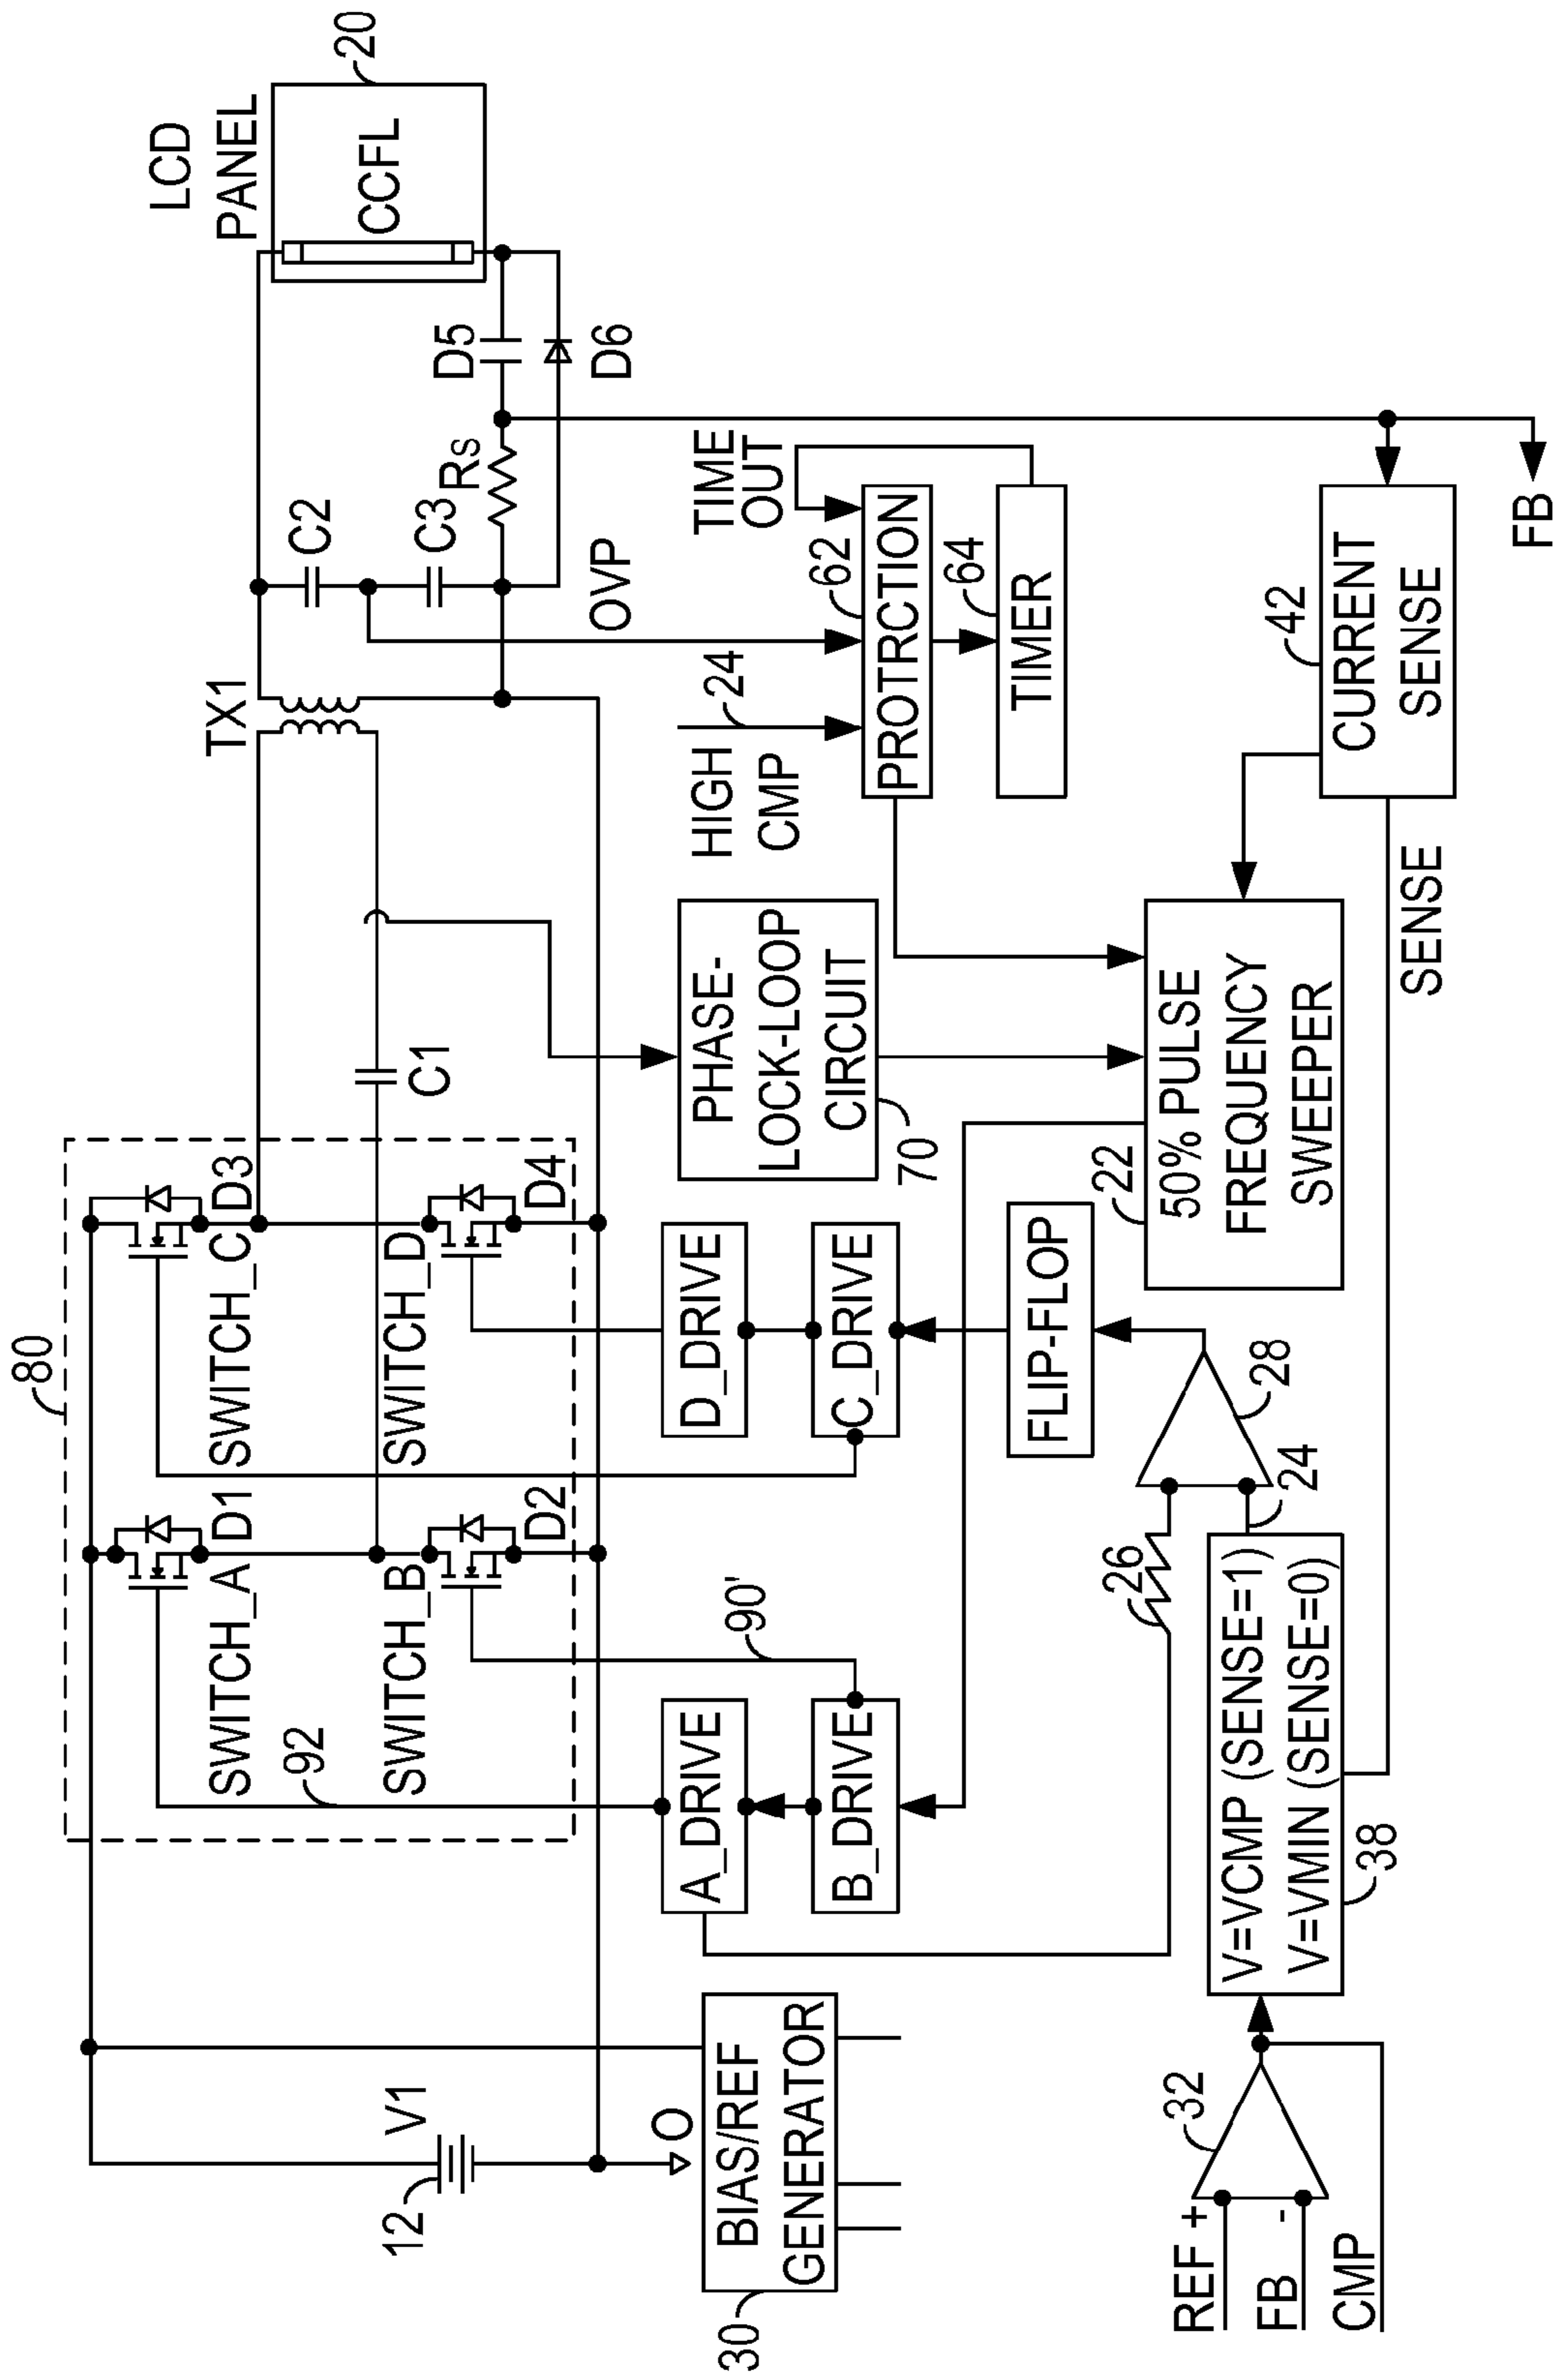 80
12
V1
92
SWITCH_A
D1
SWITCH_B
D2
SWITCH_C
D3
SWITCH_D
D4
C1
TX1
C2
C3
RS
D5
D6
LCD
PANEL
CCFL
20
30
BIAS/REF
GENERATOR
O
A_DRIVE
B_DRIVE
90'
D_DRIVE
C_DRIVE
PHASE-
LOCK-LOOP
CIRCUIT
70
HIGH
CMP
24
OVP
62
TIME
OUT
PROTRCTION
64
TIMER
FLIP-FLOP
22
50% PULSE
FREQUENCY
SWEEPER
26
28
24
32
REF +
FB -
CMP
V=VCMP (SENSE=1)
V=VMIN (SENSE=0)
38
SENSE
42
CURRENT
SENSE
FB